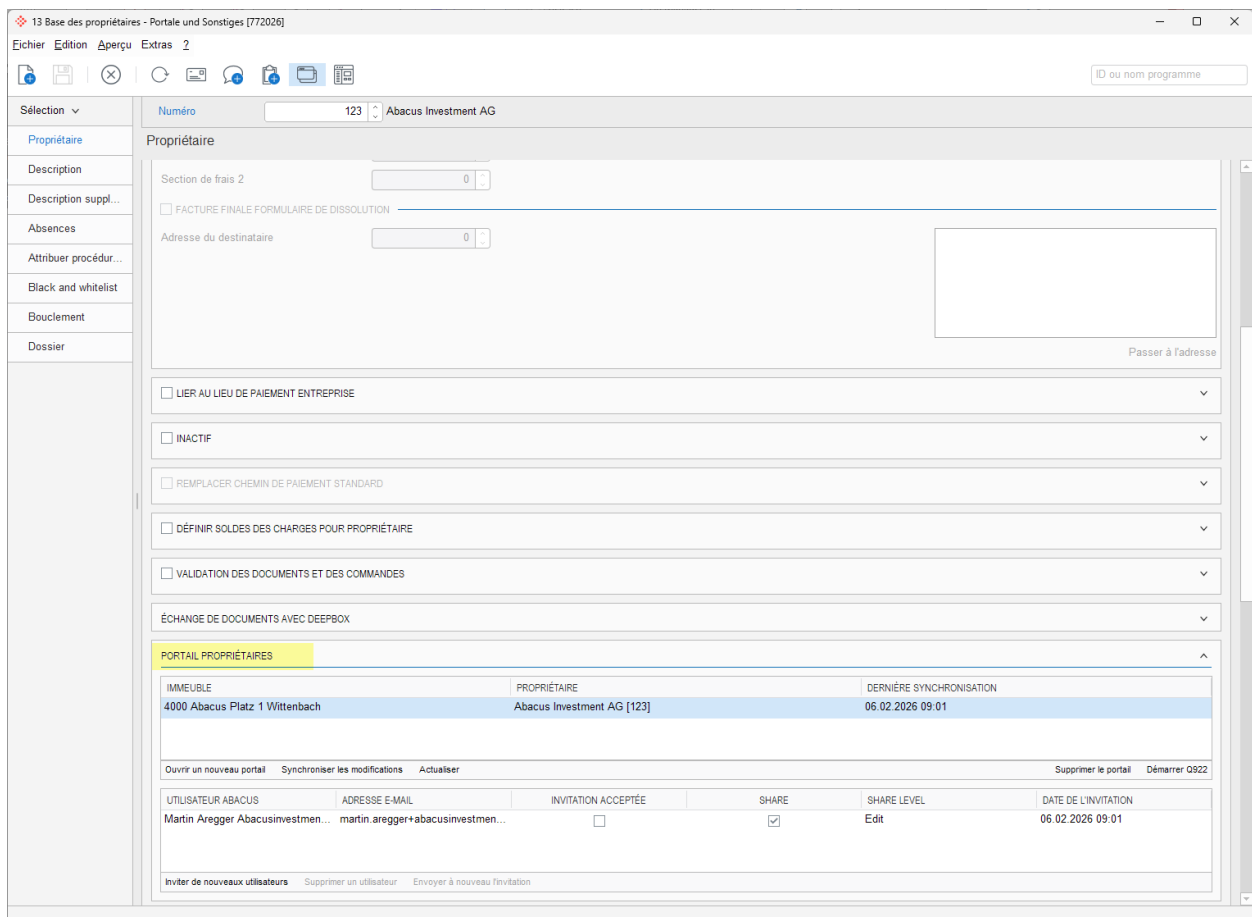 13 Base des propriétaires - Portale und Sonstiges [772026]
Fichier Edition Aperçu Extras ?
ID ou nom programme
Sélection
Numéro 123 Abacus Investment AG
Propriétaire
Propriétaire
Description
Description suppl...
Absences
Attribuer procédur...
Black and whitelist
Bouclement
Dossier
Section de frais 2 0
FACTURE FINALE FORMULAIRE DE DISSOLUTION
Adresse du destinataire 0
Passer à l'adresse
LIER AU LIEU DE PAIEMENT ENTREPRISE
INACTIF
REMPLACER CHEMIN DE PAIEMENT STANDARD
DÉFINIR SOLDES DES CHARGES POUR PROPRIÉTAIRE
VALIDATION DES DOCUMENTS ET DES COMMANDES
ÉCHANGE DE DOCUMENTS AVEC DEEPBOX
PORTAIL PROPRIÉTAIRES
IMMEUBLE PROPRIÉTAIRE DERNIÈRE SYNCHRONISATION
4000 Abacus Platz 1 Wittenbach Abacus Investment AG [123] 06.02.2026 09:01
Ouvrir un nouveau portail Synchroniser les modifications Actualiser Supprimer le portail Démarrer Q922
UTILISATEUR ABACUS ADRESSE E-MAIL INVITATION ACCEPTÉE SHARE SHARE LEVEL DATE DE L'INVITATION
Martin Aregger Abacusinvestmen... martin.aregger+abacusinvestmen... Edit 06.02.2026 09:01
Inviter de nouveaux utilisateurs Supprimer un utilisateur Envoyer à nouveau l'invitation